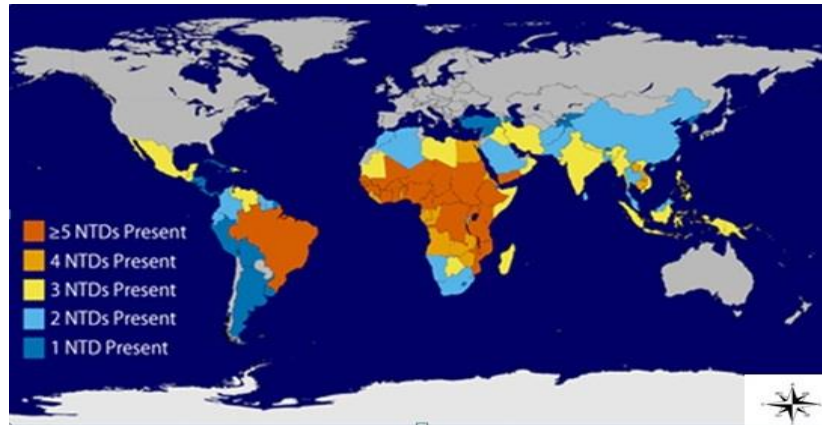 ≥5 NTDs Present
4 NTDs Present
3 NTDs Present
2 NTDs Present
1 NTD Present